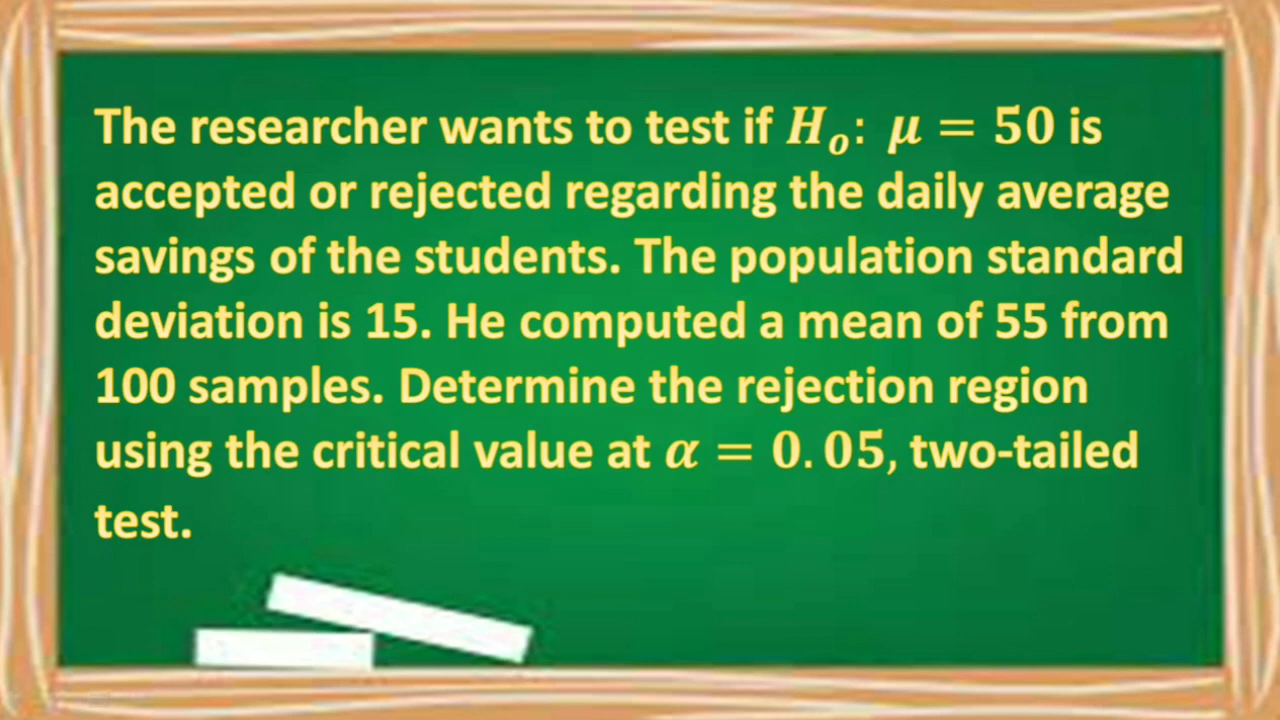 The researcher wants to test if Hₒ: μ = 50 is
accepted or rejected regarding the daily average
savings of the students. The population standard
deviation is 15. He computed a mean of 55 from
100 samples. Determine the rejection region
using the critical value at α = 0.05, two-tailed
test.